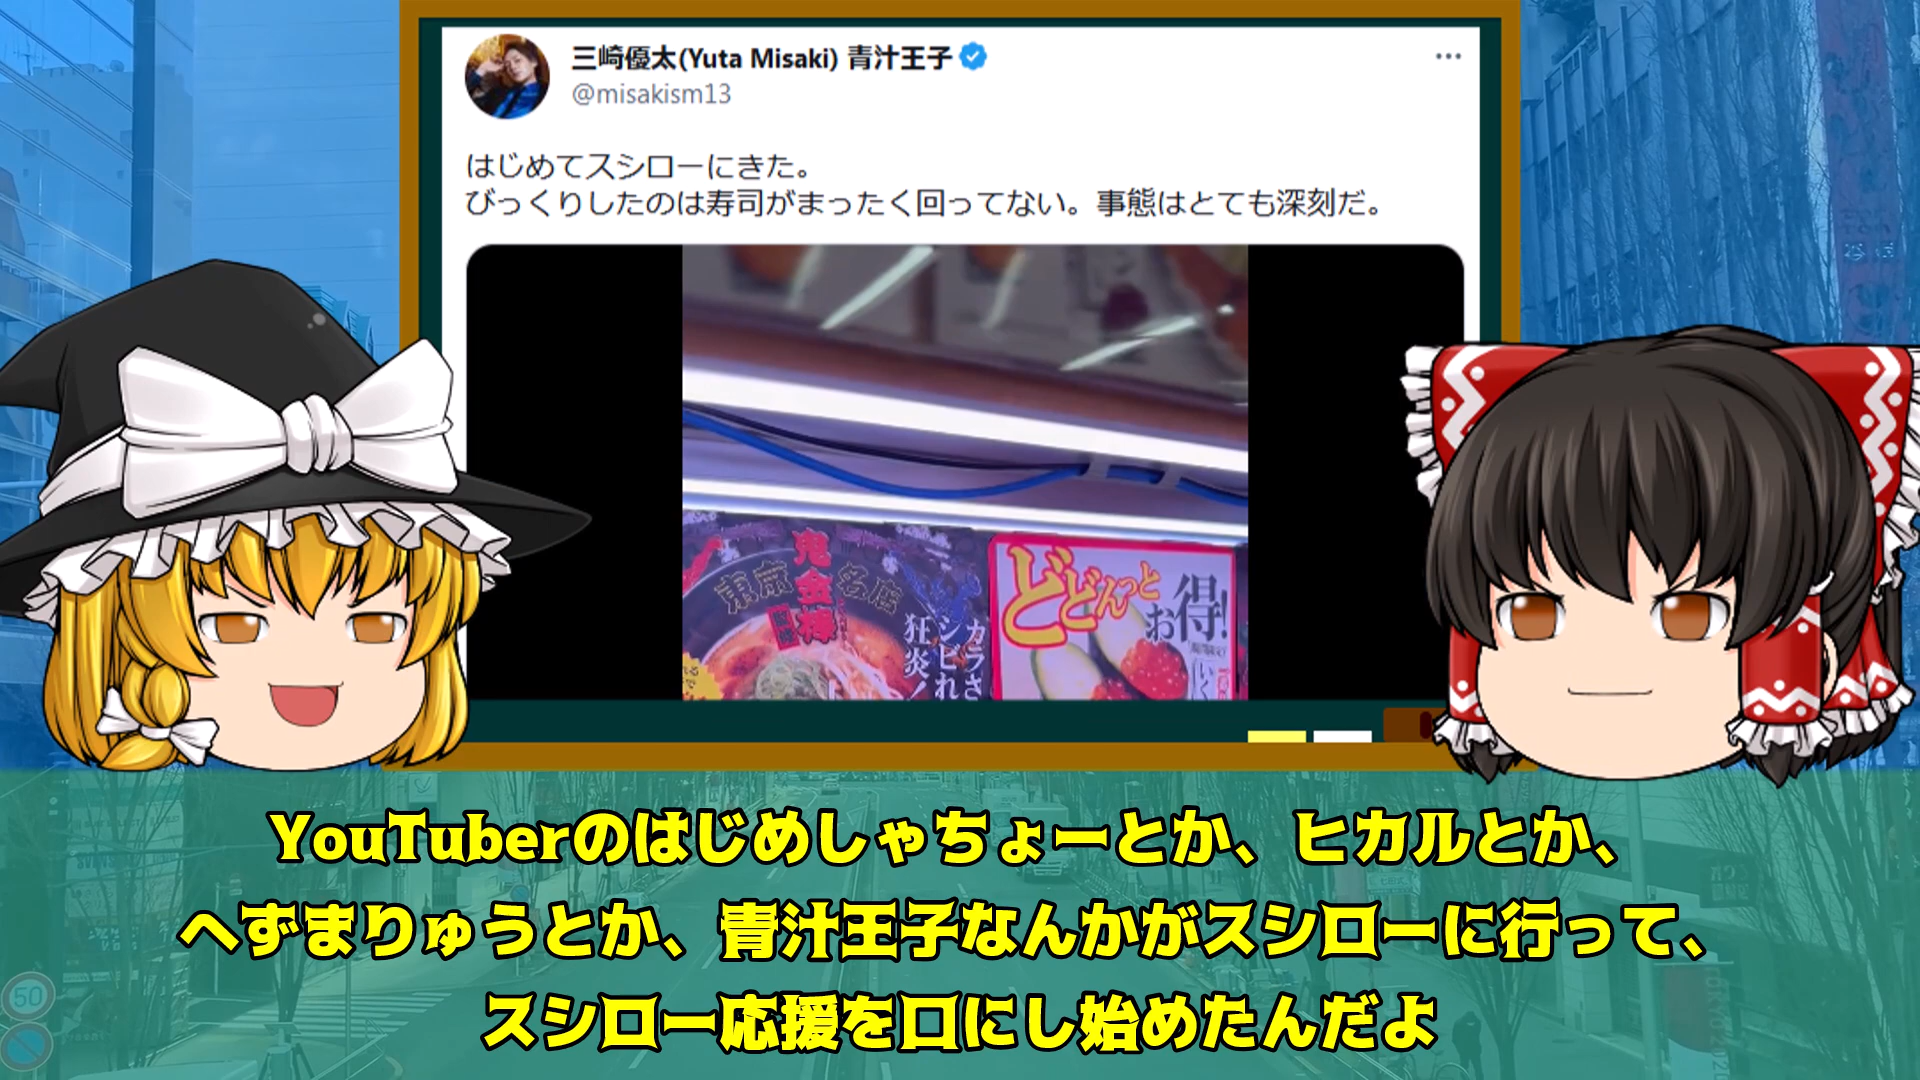 三崎優太(Yuta Misaki) 青汁王子
@misakism13
はじめてスシローにきた。
びっくりしたのは寿司がまったく回ってない。事態はとても深刻だ。
東京 名店
鬼金棒
カラさ
シビれ
狂炎!
どどんっと
お得!
YouTuberのはじめしゃちょーとか、ヒカルとか、
へずまりゅうとか、青汁王子なんかがスシローに行って、
スシロー応援を口にし始めたんだよ
50